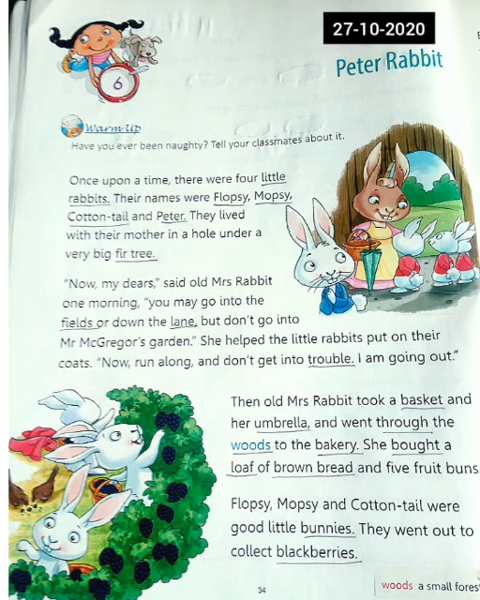 27-10-2020
6
Peter Rabbit
Warm Up
Have you ever been naughty? Tell your classmates about it.
Once upon a time, there were four little
rabbits. Their names were Flopsy, Mopsy,
Cotton-tail and Peter. They lived
with their mother in a hole under a
very big fir tree.
“Now, my dears,” said old Mrs Rabbit
one morning, “you may go into the
fields or down the lane, but don’t go into
Mr McGregor’s garden.” She helped the little rabbits put on their
coats. “Now, run along, and don’t get into trouble. I am going out.”
Then old Mrs Rabbit took a basket and
her umbrella, and went through the
woods to the bakery. She bought a
loaf of brown bread and five fruit buns
Flopsy, Mopsy and Cotton-tail were
good little bunnies. They went out to
collect blackberries.
34
woods a small fores